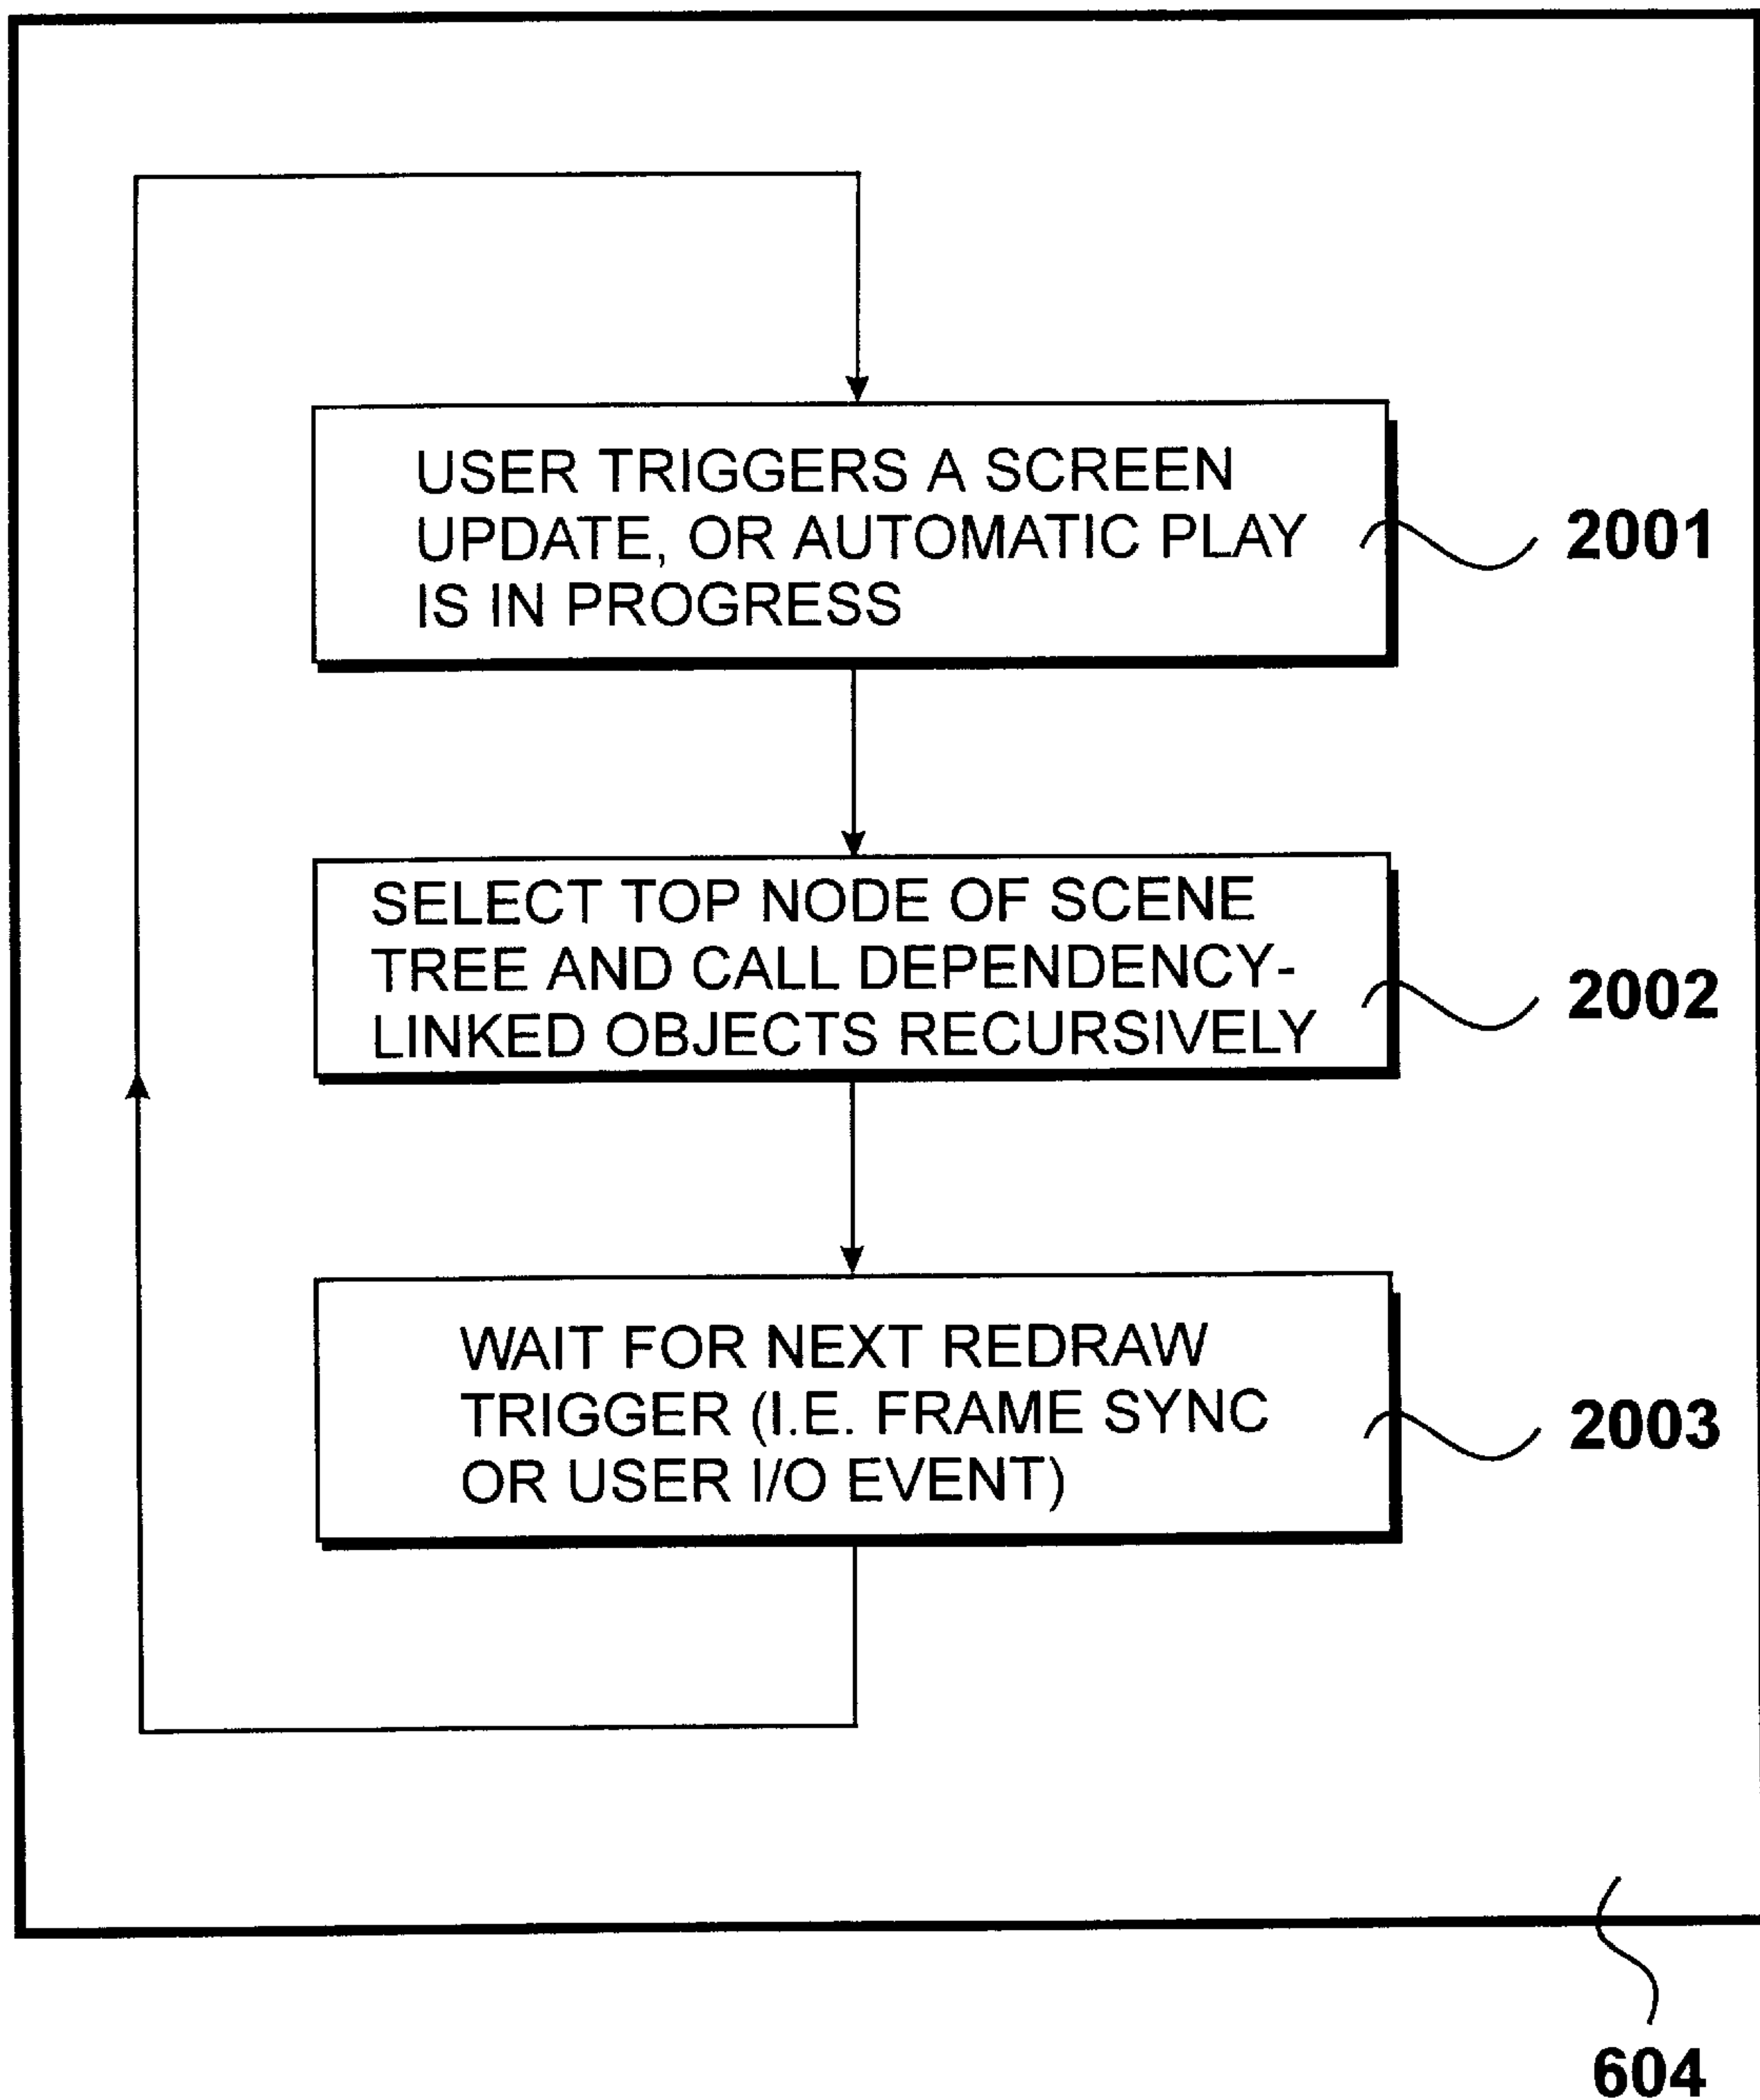 USER TRIGGERS A SCREEN
UPDATE, OR AUTOMATIC PLAY
IS IN PROGRESS
2001
SELECT TOP NODE OF SCENE
TREE AND CALL DEPENDENCY-
LINKED OBJECTS RECURSIVELY
2002
WAIT FOR NEXT REDRAW
TRIGGER (I.E. FRAME SYNC
OR USER I/O EVENT)
2003
604